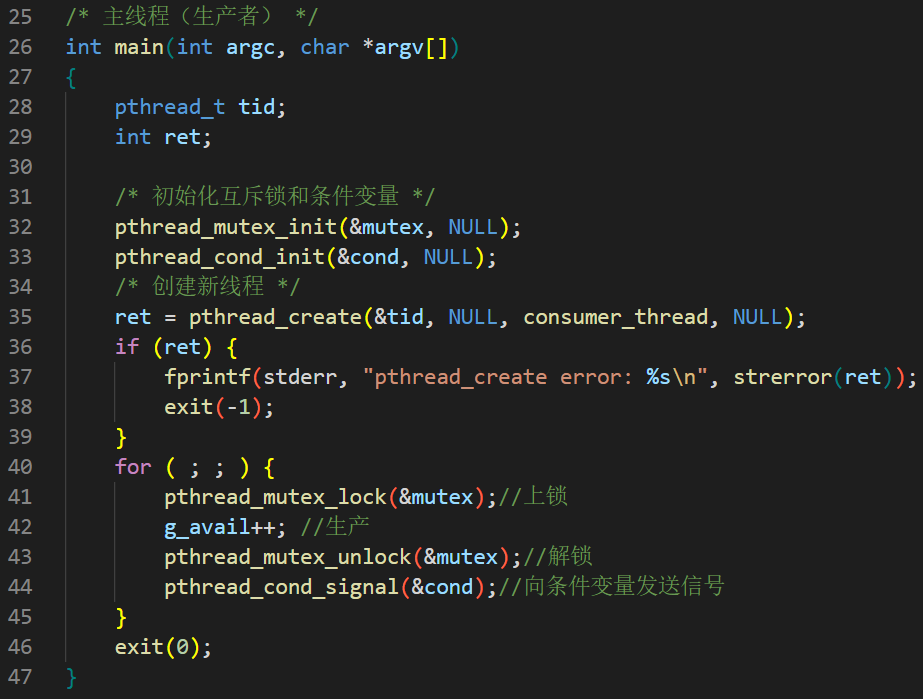 25 /* 主线程（生产者） */
26 int main(int argc, char *argv[])
27 {
28     pthread_t tid;
29     int ret;
30
31     /* 初始化互斥锁和条件变量 */
32     pthread_mutex_init(&mutex, NULL);
33     pthread_cond_init(&cond, NULL);
34     /* 创建新线程 */
35     ret = pthread_create(&tid, NULL, consumer_thread, NULL);
36     if (ret) {
37         fprintf(stderr, "pthread_create error: %s\n", strerror(ret));
38         exit(-1);
39     }
40     for ( ; ; ) {
41         pthread_mutex_lock(&mutex);//上锁
42         g_avail++; //生产
43         pthread_mutex_unlock(&mutex);//解锁
44         pthread_cond_signal(&cond);//向条件变量发送信号
45     }
46     exit(0);
47 }